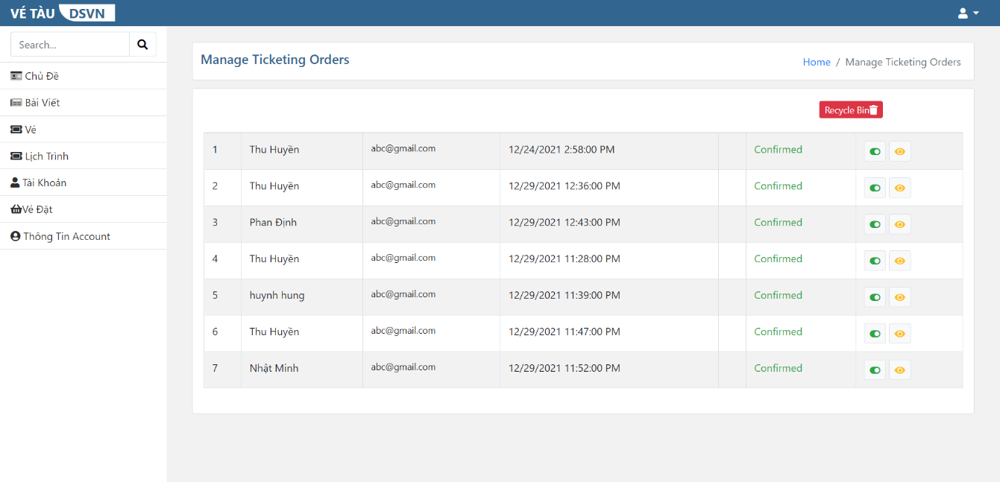 VÉ TÀU DSVN
Search...
Chủ Đề
Bài Viết
Vé
Lịch Trình
Tài Khoản
Vé Đặt
Thông Tin Account
Manage Ticketing Orders
Home / Manage Ticketing Orders
Recycle Bin
1 Thu Huyền abc@gmail.com 12/24/2021 2:58:00 PM Confirmed
2 Thu Huyền abc@gmail.com 12/29/2021 12:36:00 PM Confirmed
3 Phan Định abc@gmail.com 12/29/2021 12:43:00 PM Confirmed
4 Thu Huyền abc@gmail.com 12/29/2021 11:28:00 PM Confirmed
5 huynh hung abc@gmail.com 12/29/2021 11:39:00 PM Confirmed
6 Thu Huyền abc@gmail.com 12/29/2021 11:47:00 PM Confirmed
7 Nhật Minh abc@gmail.com 12/29/2021 11:52:00 PM Confirmed